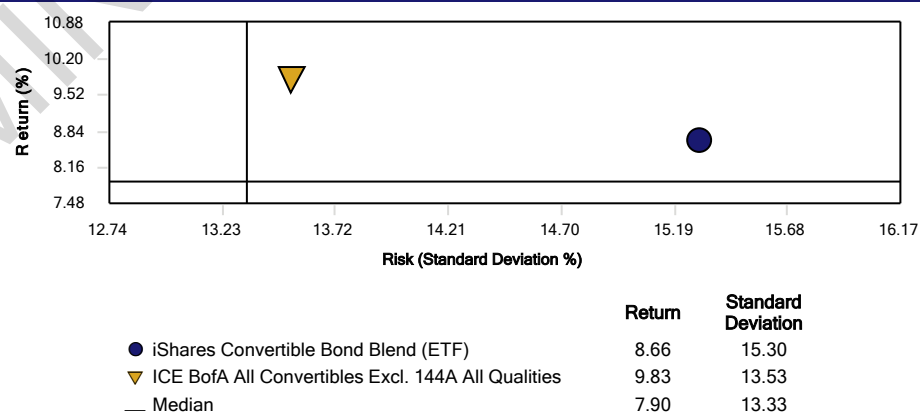 10.88
10.20
9.52
8.84
8.16
7.48
Return (%)
12.74 13.23 13.72 14.21 14.70 15.19 15.68 16.17
Risk (Standard Deviation %)
Return Standard Deviation
iShares Convertible Bond Blend (ETF) 8.66 15.30
ICE BofA All Convertibles Excl. 144A All Qualities 9.83 13.53
Median 7.90 13.33